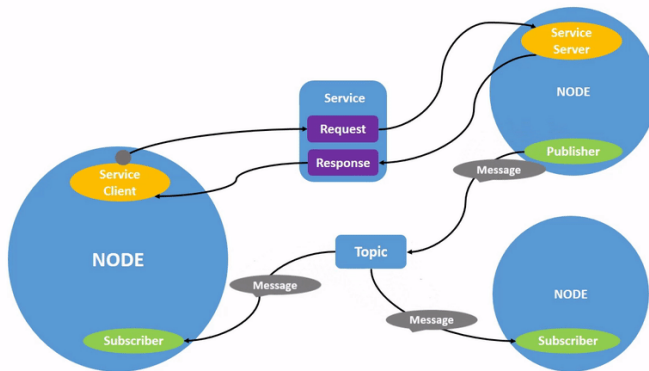 Service
Server
NODE
Publisher
Message
Service
Request
Response
Service
Client
NODE
Subscriber
Topic
Message
Message
NODE
Subscriber